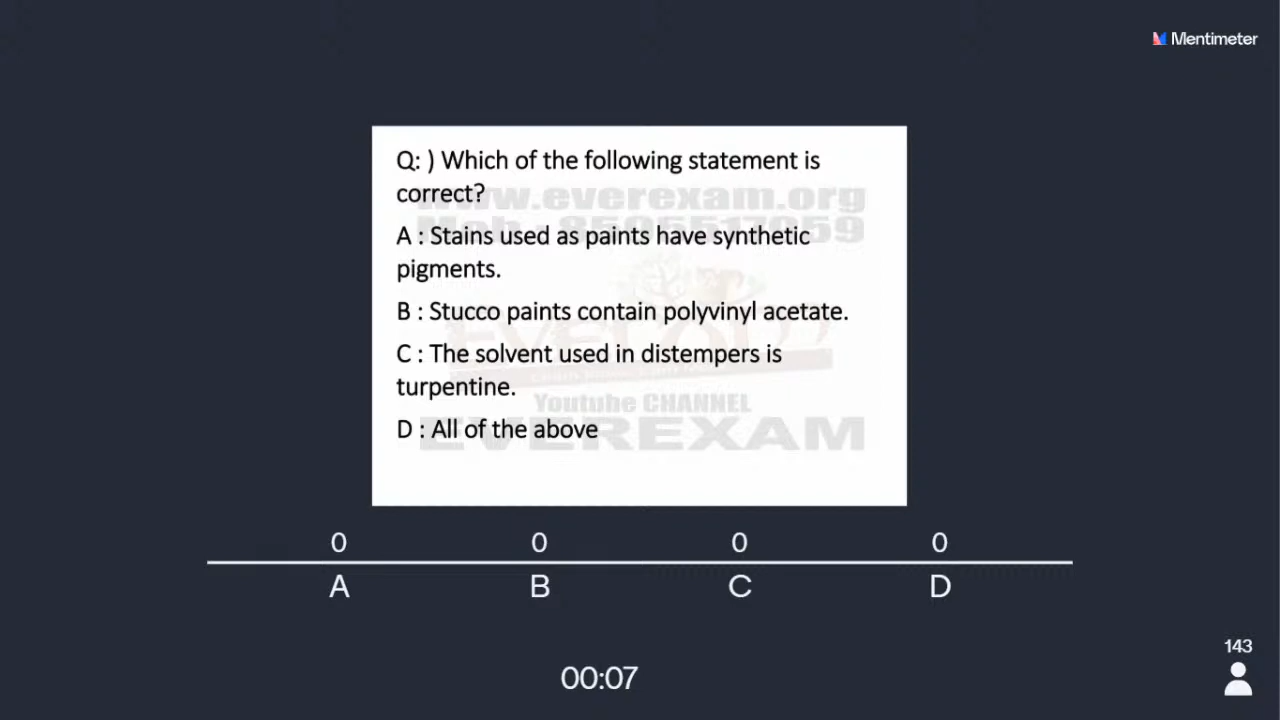 Mentimeter
Q: ) Which of the following statement is
correct?
www.everexam.org
A : Stains used as paints have synthetic
pigments.
B : Stucco paints contain polyvinyl acetate.
C : The solvent used in distempers is
turpentine.
Youtube CHANNEL
D : All of the above
EVEREXAM
0 0 0 0
A B C D
143
00:07